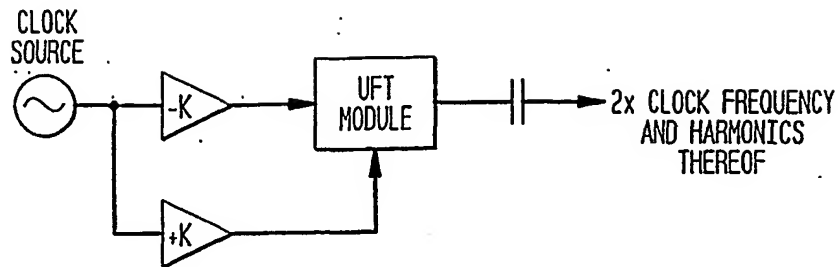 CLOCK
SOURCE
-K
UFT
MODULE
2x CLOCK FREQUENCY
AND HARMONICS
THEREOF
+K